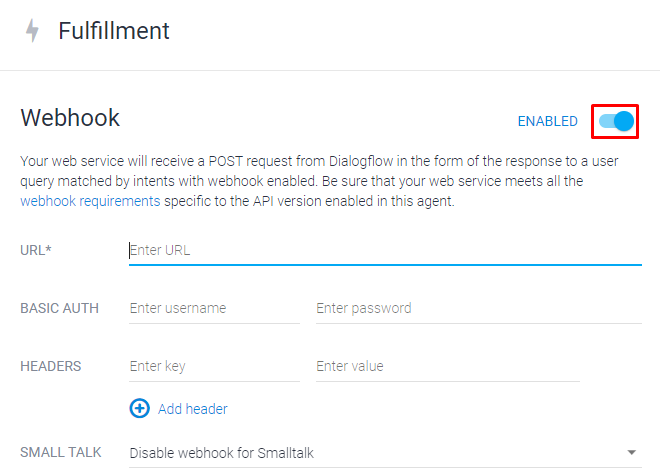 Fulfillment
Webhook
ENABLED
Your web service will receive a POST request from Dialogflow in the form of the response to a user
query matched by intents with webhook enabled. Be sure that your web service meets all the
webhook requirements specific to the API version enabled in this agent.
URL* Enter URL
BASIC AUTH Enter username Enter password
HEADERS Enter key Enter value
Add header
SMALL TALK Disable webhook for Smalltalk